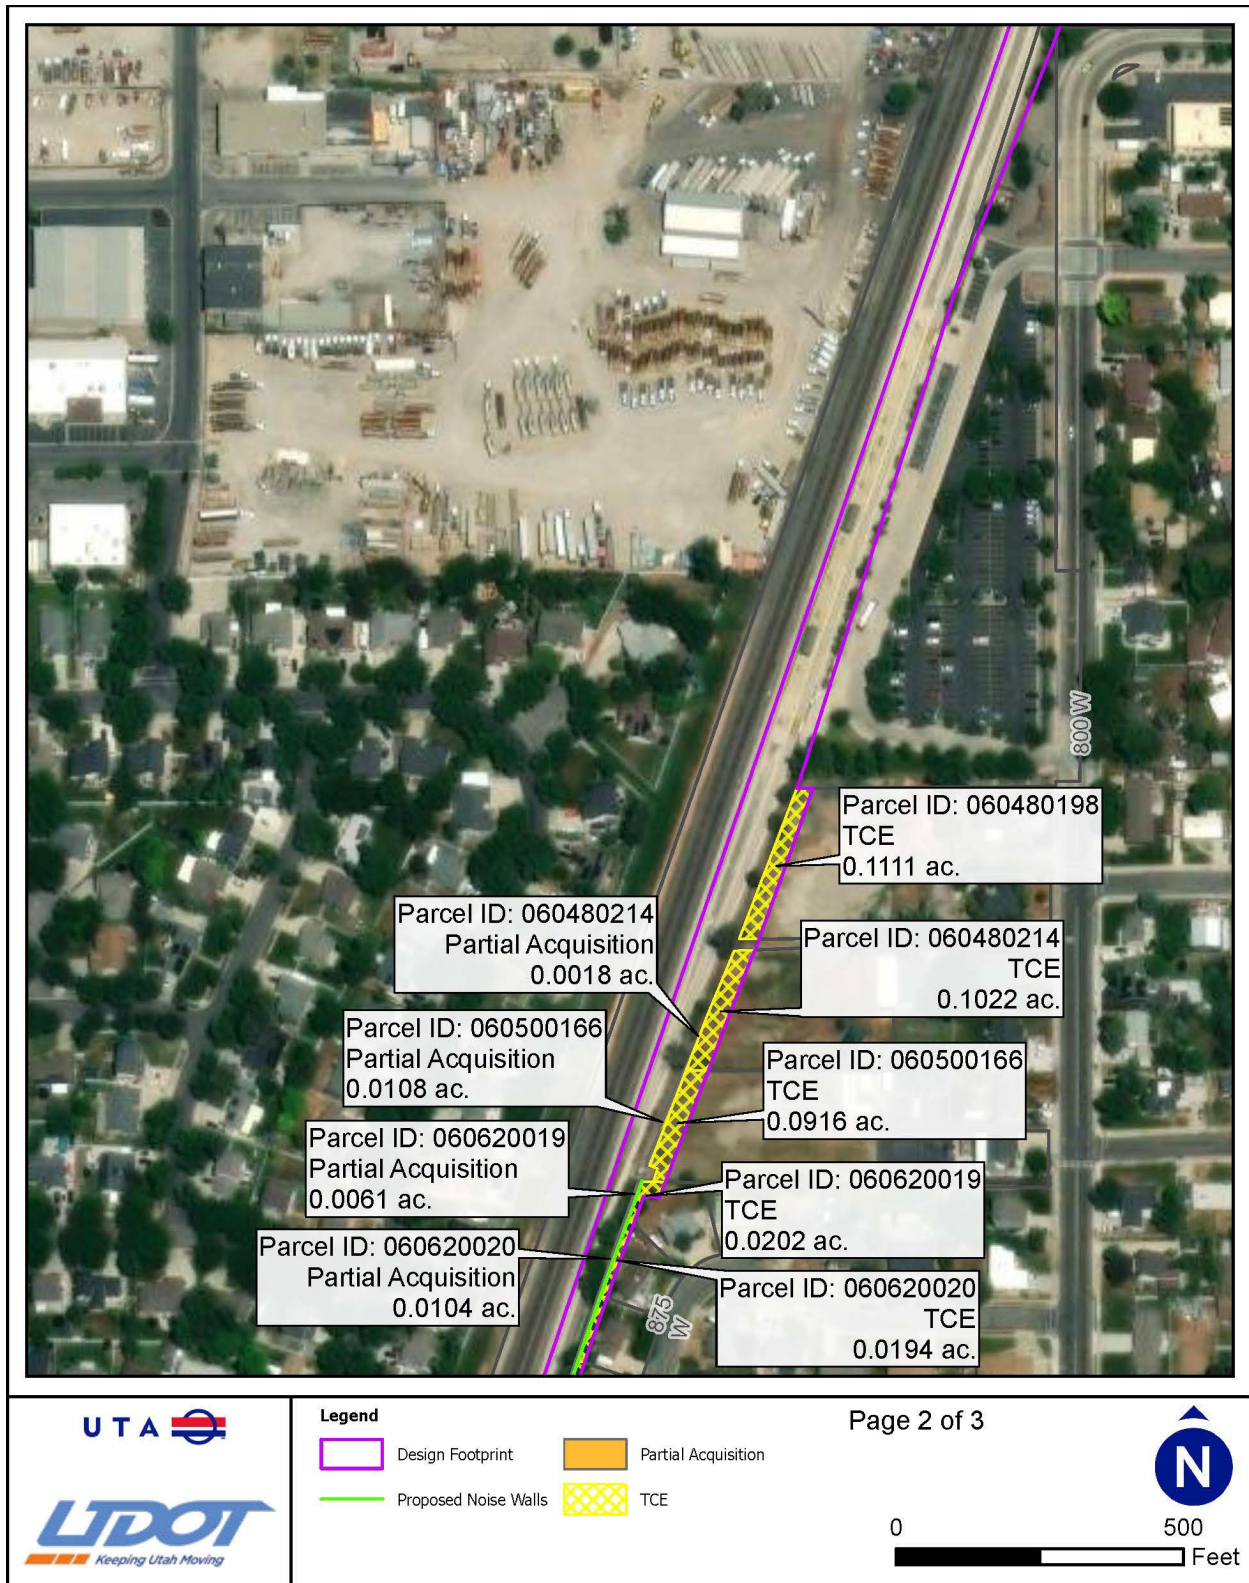 800 W
Parcel ID: 060480198
TCE
0.1111 ac.
Parcel ID: 060480214
Partial Acquisition
0.0018 ac.
Parcel ID: 060480214
TCE
0.1022 ac.
Parcel ID: 060500166
Partial Acquisition
0.0108 ac.
Parcel ID: 060500166
TCE
0.0916 ac.
Parcel ID: 060620019
Partial Acquisition
0.0061 ac.
Parcel ID: 060620019
TCE
0.0202 ac.
Parcel ID: 060620020
Partial Acquisition
0.0104 ac.
Parcel ID: 060620020
TCE
0.0194 ac.
875
W
UTA
UDOT
Keeping Utah Moving
Legend
Design Footprint
Partial Acquisition
Proposed Noise Walls
TCE
Page 2 of 3
N
0 500
Feet